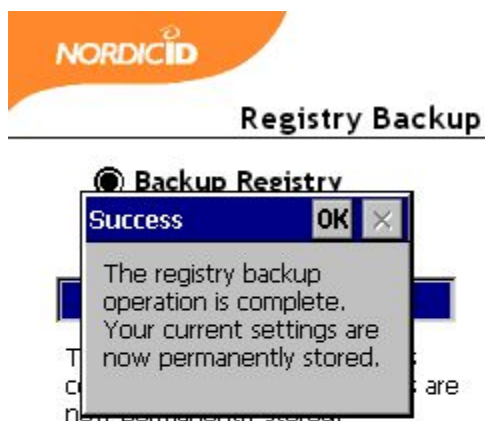 NORDICID
Registry Backup
Backup Registry
Success OK
The registry backup
operation is complete.
Your current settings are
now permanently stored.
are